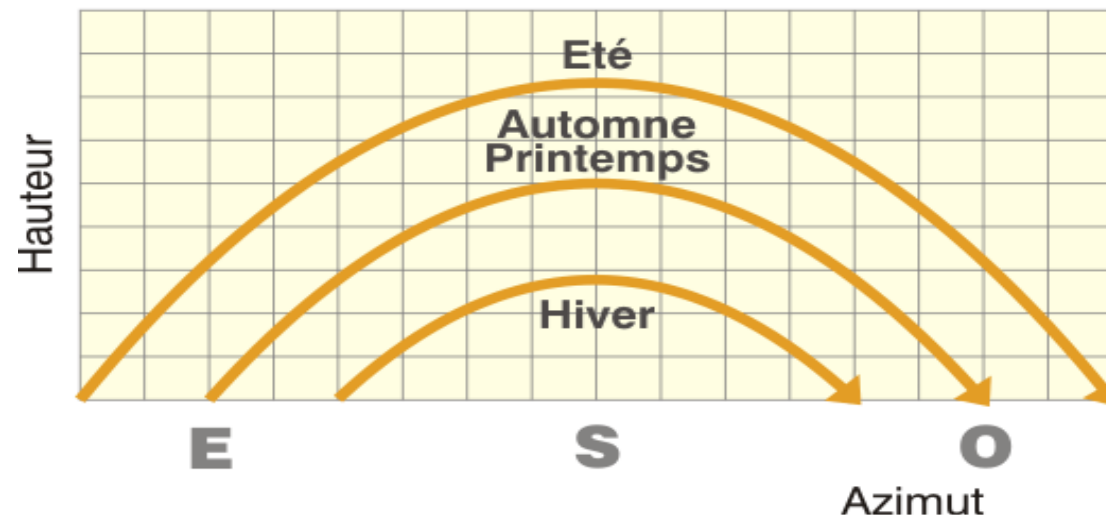 Eté
Automne
Printemps
Hauteur
Hiver
E S O
Azimut